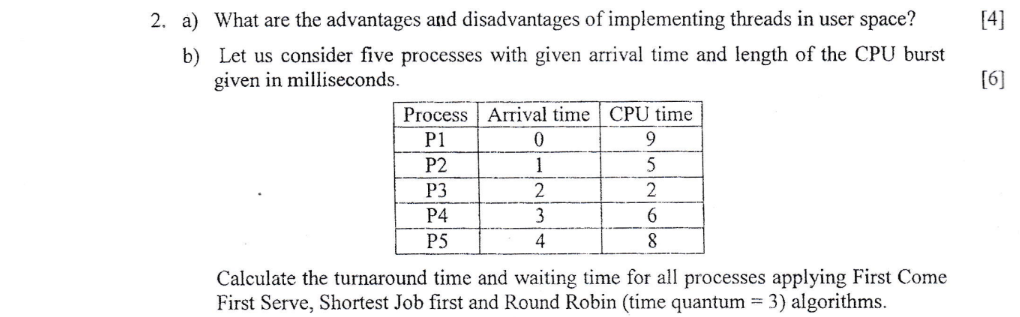 2. a) What are the advantages and disadvantages of implementing threads in user space? [4]
b) Let us consider five processes with given arrival time and length of the CPU burst
given in milliseconds. [6]
Process Arrival time CPU time
P1 0 9
P2 1 5
P3 2 2
P4 3 6
P5 4 8
Calculate the turnaround time and waiting time for all processes applying First Come
First Serve, Shortest Job first and Round Robin (time quantum = 3) algorithms.